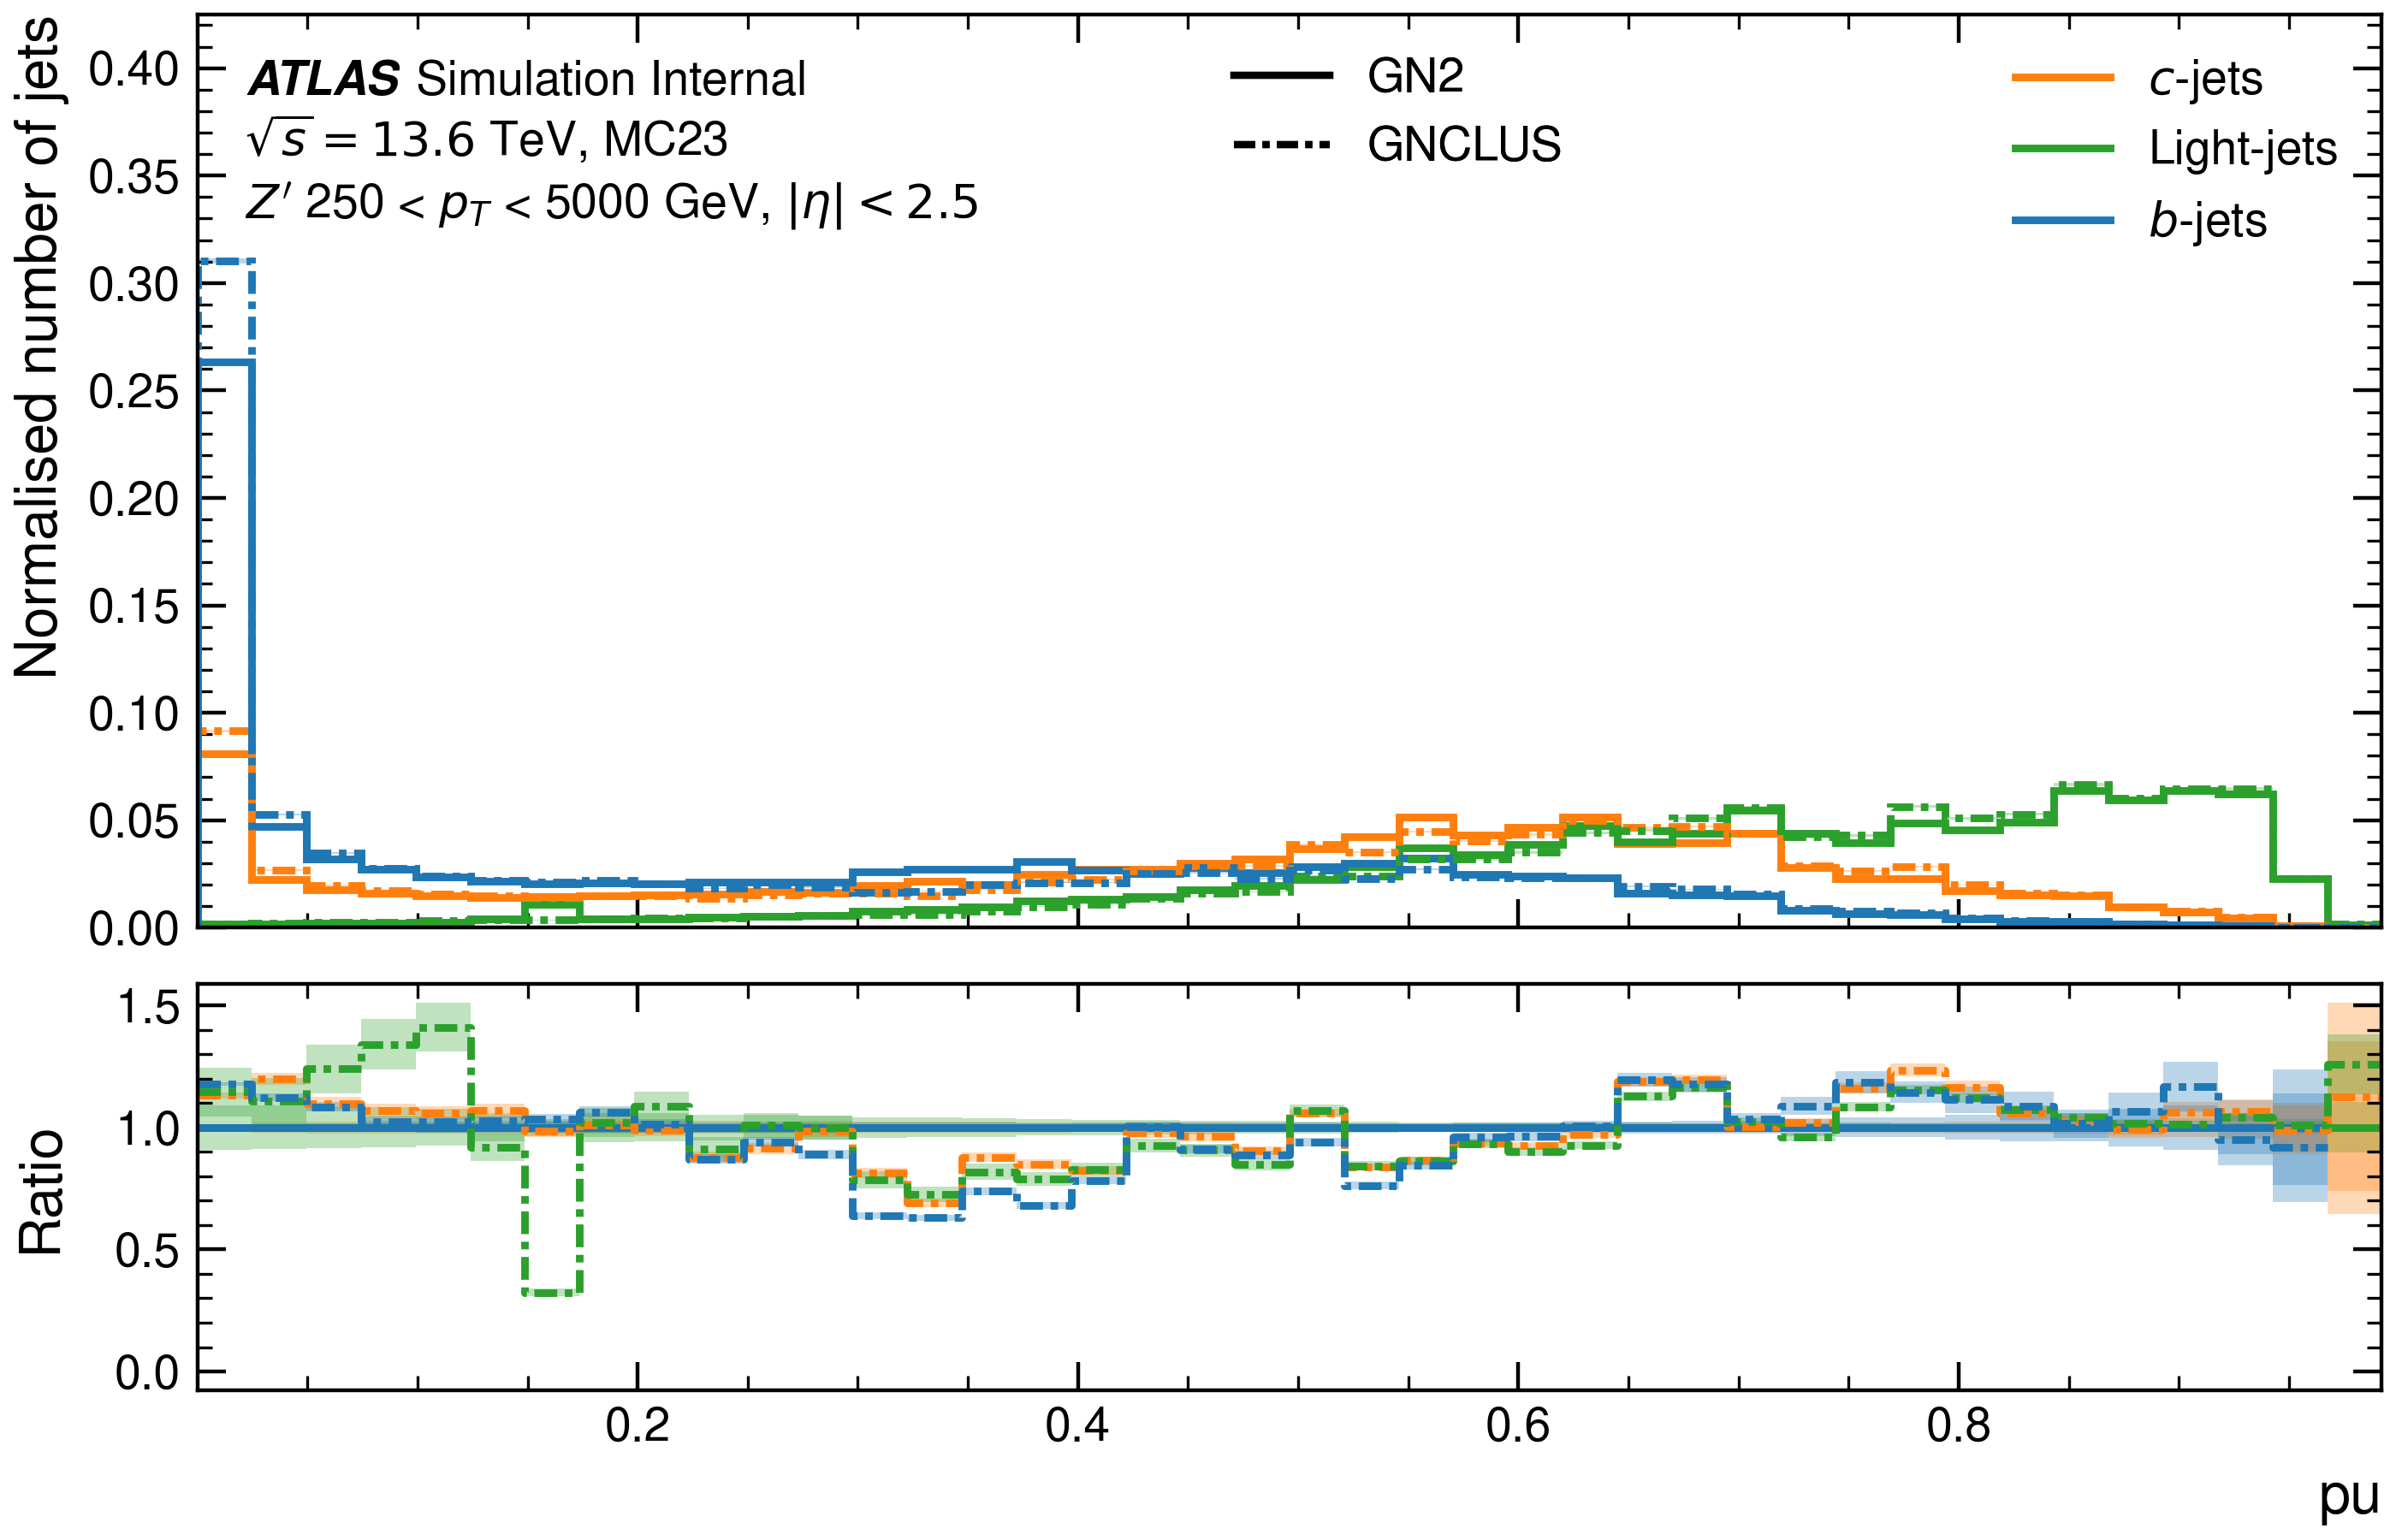 Normalised number of jets
0.40
0.35
0.30
0.25
0.20
0.15
0.10
0.05
0.00
ATLAS Simulation Internal
√s = 13.6 TeV, MC23
Z′ 250 < p_T < 5000 GeV, |η| < 2.5
GN2
GNCLUS
c-jets
Light-jets
b-jets
Ratio
1.5
1.0
0.5
0.0
0.2 0.4 0.6 0.8
pu